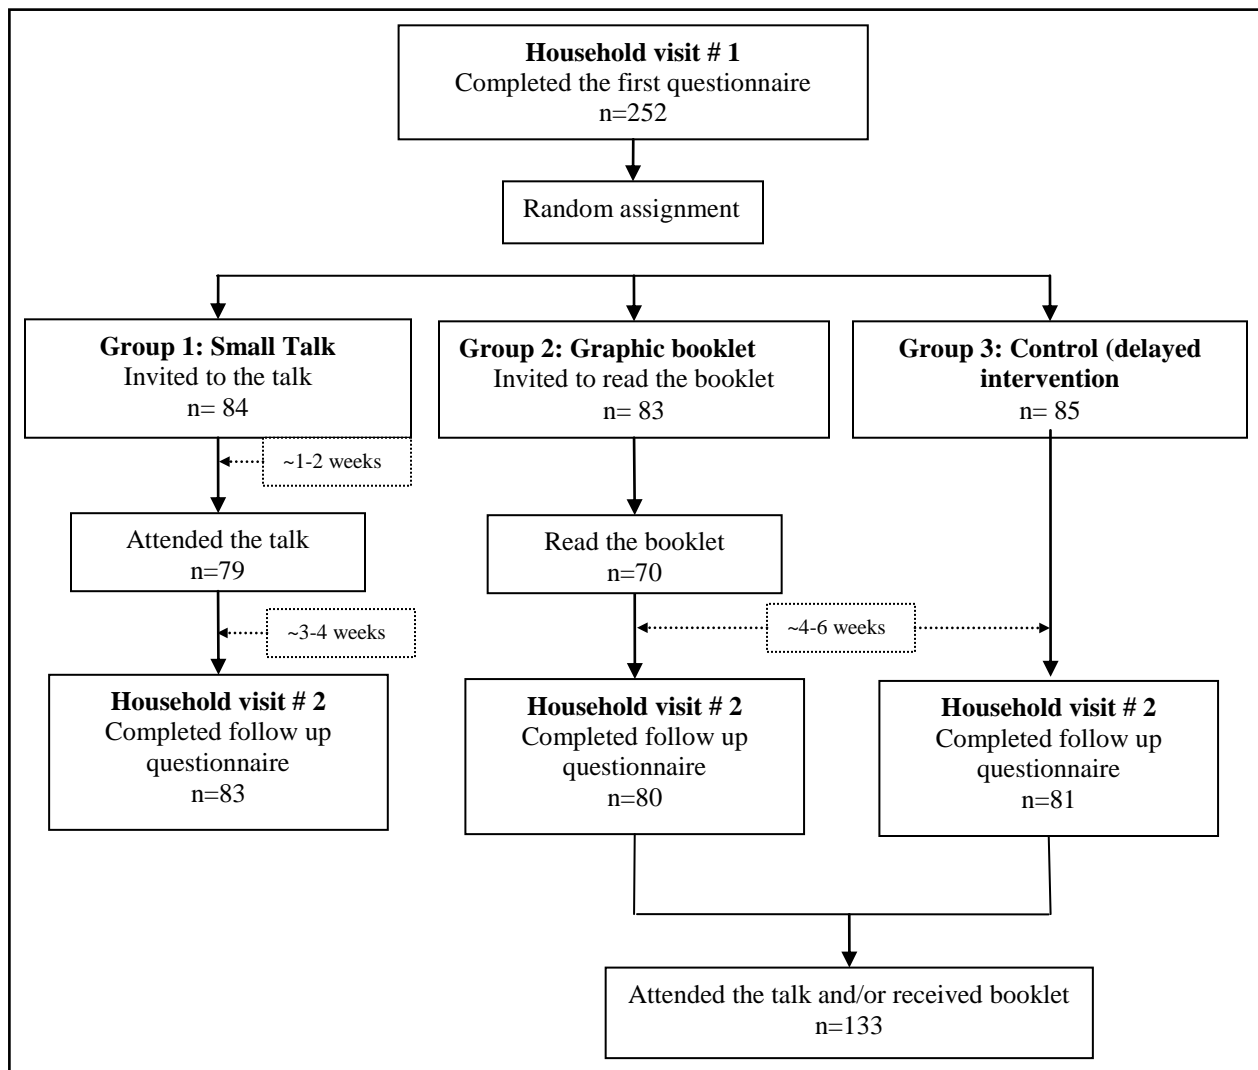 Household visit # 1
Completed the first questionnaire
n=252
Random assignment
Group 1: Small Talk
Invited to the talk
n= 84
Group 2: Graphic booklet
Invited to read the booklet
n= 83
Group 3: Control (delayed
intervention
n= 85
~1-2 weeks
Attended the talk
n=79
Read the booklet
n=70
~3-4 weeks
~4-6 weeks
Household visit # 2
Completed follow up
questionnaire
n=83
Household visit # 2
Completed follow up
questionnaire
n=80
Household visit # 2
Completed follow up
questionnaire
n=81
Attended the talk and/or received booklet
n=133